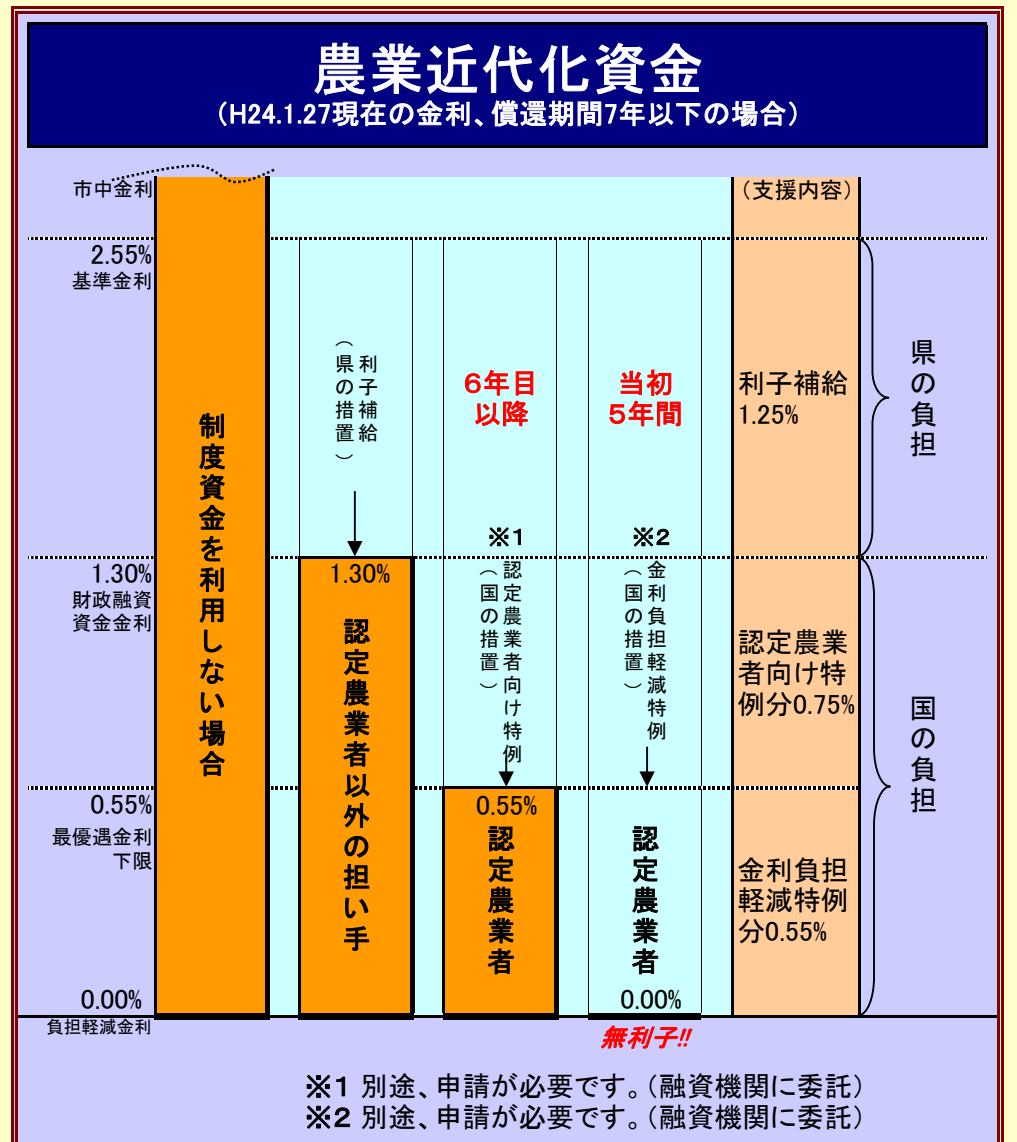 農業近代化資金
（H24.1.27現在の金利、償還期間7年以下の場合）
市中金利
（支援内容）
2.55%
基準金利
利子補給
（県の措置）
6年目
以降
当初
5年間
利子補給
1.25%
県の負担
制度資金を利用しない場合
※1
※2
1.30%
財政融資
資金金利
1.30%
認定農業者以外の担い手
認定農業者向け特例
（国の措置）
金利負担軽減特例
（国の措置）
認定農業
者向け特
例分0.75%
国の負担
0.55%
最優遇金利
下限
0.55%
認定農業者
認定農業者
金利負担
軽減特例
分0.55%
0.00%
負担軽減金利
0.00%
無利子!!
※1 別途、申請が必要です。（融資機関に委託）
※2 別途、申請が必要です。（融資機関に委託）